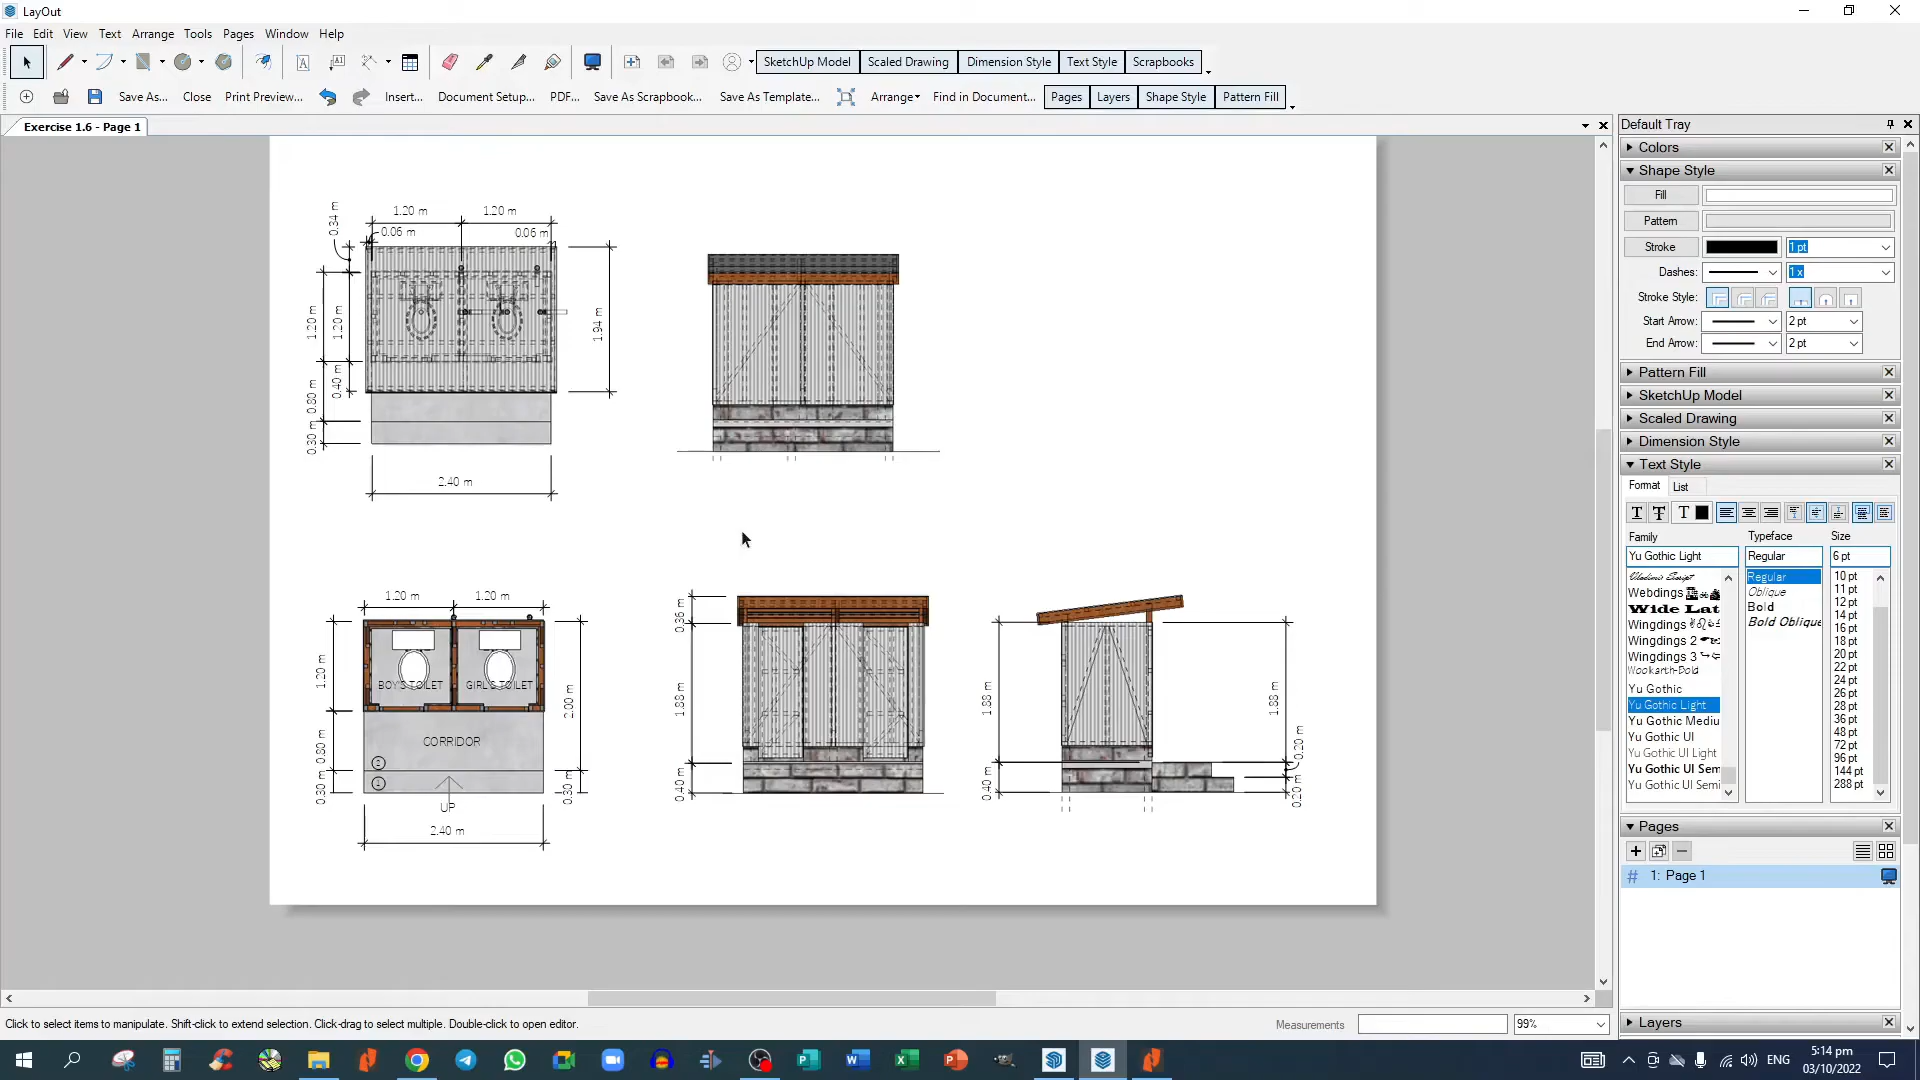 LayOut
File Edit View Text Arrange Tools Pages Window Help
SketchUp Model Scaled Drawing Dimension Style Text Style Scrapbooks
Save As... Close Print Preview... Insert... Document Setup... PDF... Save As Scrapbook... Save As Template... Arrange Find in Document... Pages Layers Shape Style Pattern Fill
Exercise 1.6 - Page 1
1.20 m 1.20 m
0.34 m
0.06 m 0.06 m
1.20 m 1.20 m 1.94 m
0.80 m 0.40 m
0.30 m
2.40 m
1.20 m 1.20 m
1.20 m 2.00 m
BOY'S TOILET GIRL'S TOILET
CORRIDOR
0.80 m
2
1
0.30 m 0.30 m
UP
2.40 m
0.36 m
1.88 m
0.40 m
1.88 m 1.88 m
0.20 m
0.40 m 0.20 m
Default Tray
Colors
Shape Style
Fill
Pattern
Stroke 1 pt
Dashes: 1 x
Stroke Style:
Start Arrow: 2 pt
End Arrow: 2 pt
Pattern Fill
SketchUp Model
Scaled Drawing
Dimension Style
Text Style
Format List
Family Typeface Size
Yu Gothic Light Regular 6 pt
Vladimir Script
Webdings
Wide Lat
Wingdings
Wingdings 2
Wingdings 3
Wookarth-Bold
Yu Gothic
Yu Gothic Light
Yu Gothic Mediu
Yu Gothic UI
Yu Gothic UI Light
Yu Gothic UI Sem
Yu Gothic UI Semi
Regular
Oblique
Bold
Bold Oblique
10 pt
11 pt
12 pt
14 pt
16 pt
18 pt
20 pt
22 pt
24 pt
26 pt
28 pt
36 pt
48 pt
72 pt
96 pt
144 pt
288 pt
Pages
# 1: Page 1
Layers
Click to select items to manipulate. Shift-click to extend selection. Click-drag to select multiple. Double-click to open editor.
Measurements 99%
ENG
5:14 pm
03/10/2022